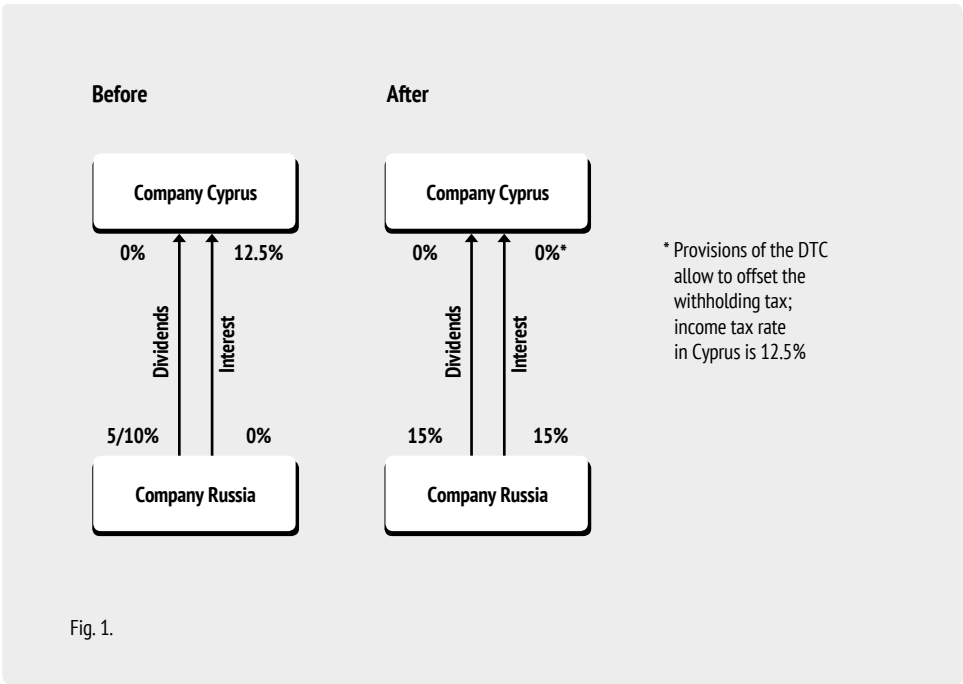 Before
After
Company Cyprus
Company Cyprus
0%
12.5%
0%
0%*
Dividends
Interest
Dividends
Interest
* Provisions of the DTC
allow to offset the
withholding tax;
income tax rate
in Cyprus is 12.5%
5/10%
0%
15%
15%
Company Russia
Company Russia
Fig. 1.